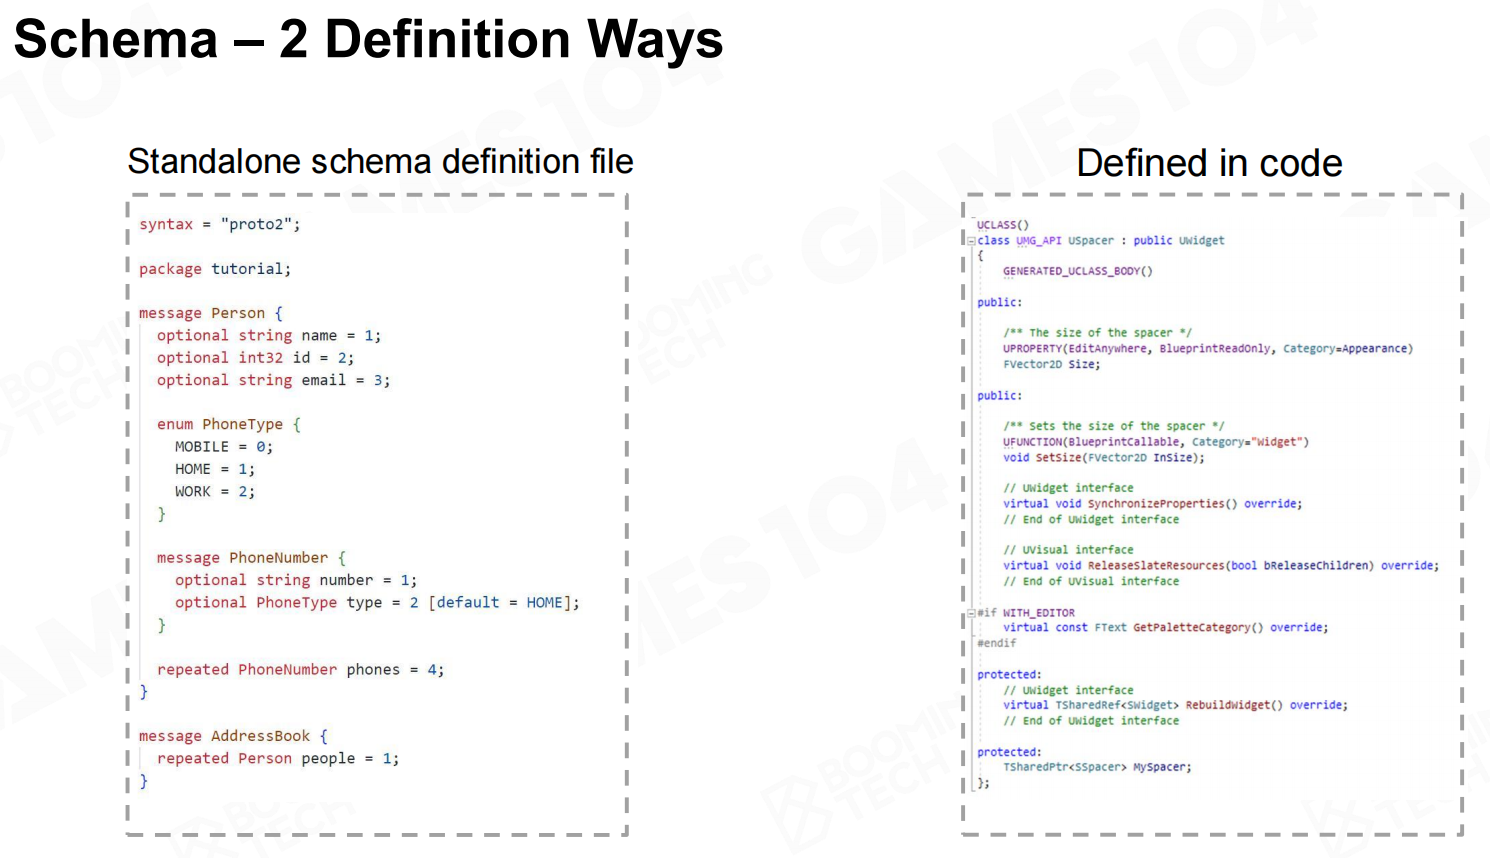 Schema – 2 Definition Ways
Standalone schema definition file
syntax = "proto2";
package tutorial;
message Person {
optional string name = 1;
optional int32 id = 2;
optional string email = 3;
enum PhoneType {
MOBILE = 0;
HOME = 1;
WORK = 2;
}
message PhoneNumber {
optional string number = 1;
optional PhoneType type = 2 [default = HOME];
}
repeated PhoneNumber phones = 4;
}
message AddressBook {
repeated Person people = 1;
}
Defined in code
UCLASS()
class UMG_API USpacer : public UWidget
{
GENERATED_UCLASS_BODY()
public:
/** The size of the spacer */
UPROPERTY(EditAnywhere, BlueprintReadOnly, Category=Appearance)
FVector2D Size;
public:
/** Sets the size of the spacer */
UFUNCTION(BlueprintCallable, Category="Widget")
void SetSize(FVector2D InSize);
// UWidget interface
virtual void SynchronizeProperties() override;
// End of UWidget interface
// UVisual interface
virtual void ReleaseSlateResources(bool bReleaseChildren) override;
// End of UVisual interface
#if WITH_EDITOR
virtual const FText GetPaletteCategory() override;
#endif
protected:
// UWidget interface
virtual TSharedRef<SWidget> RebuildWidget() override;
// End of UWidget interface
protected:
TSharedPtr<SSpacer> MySpacer;
};
GAMES104
BOOMING
TECH